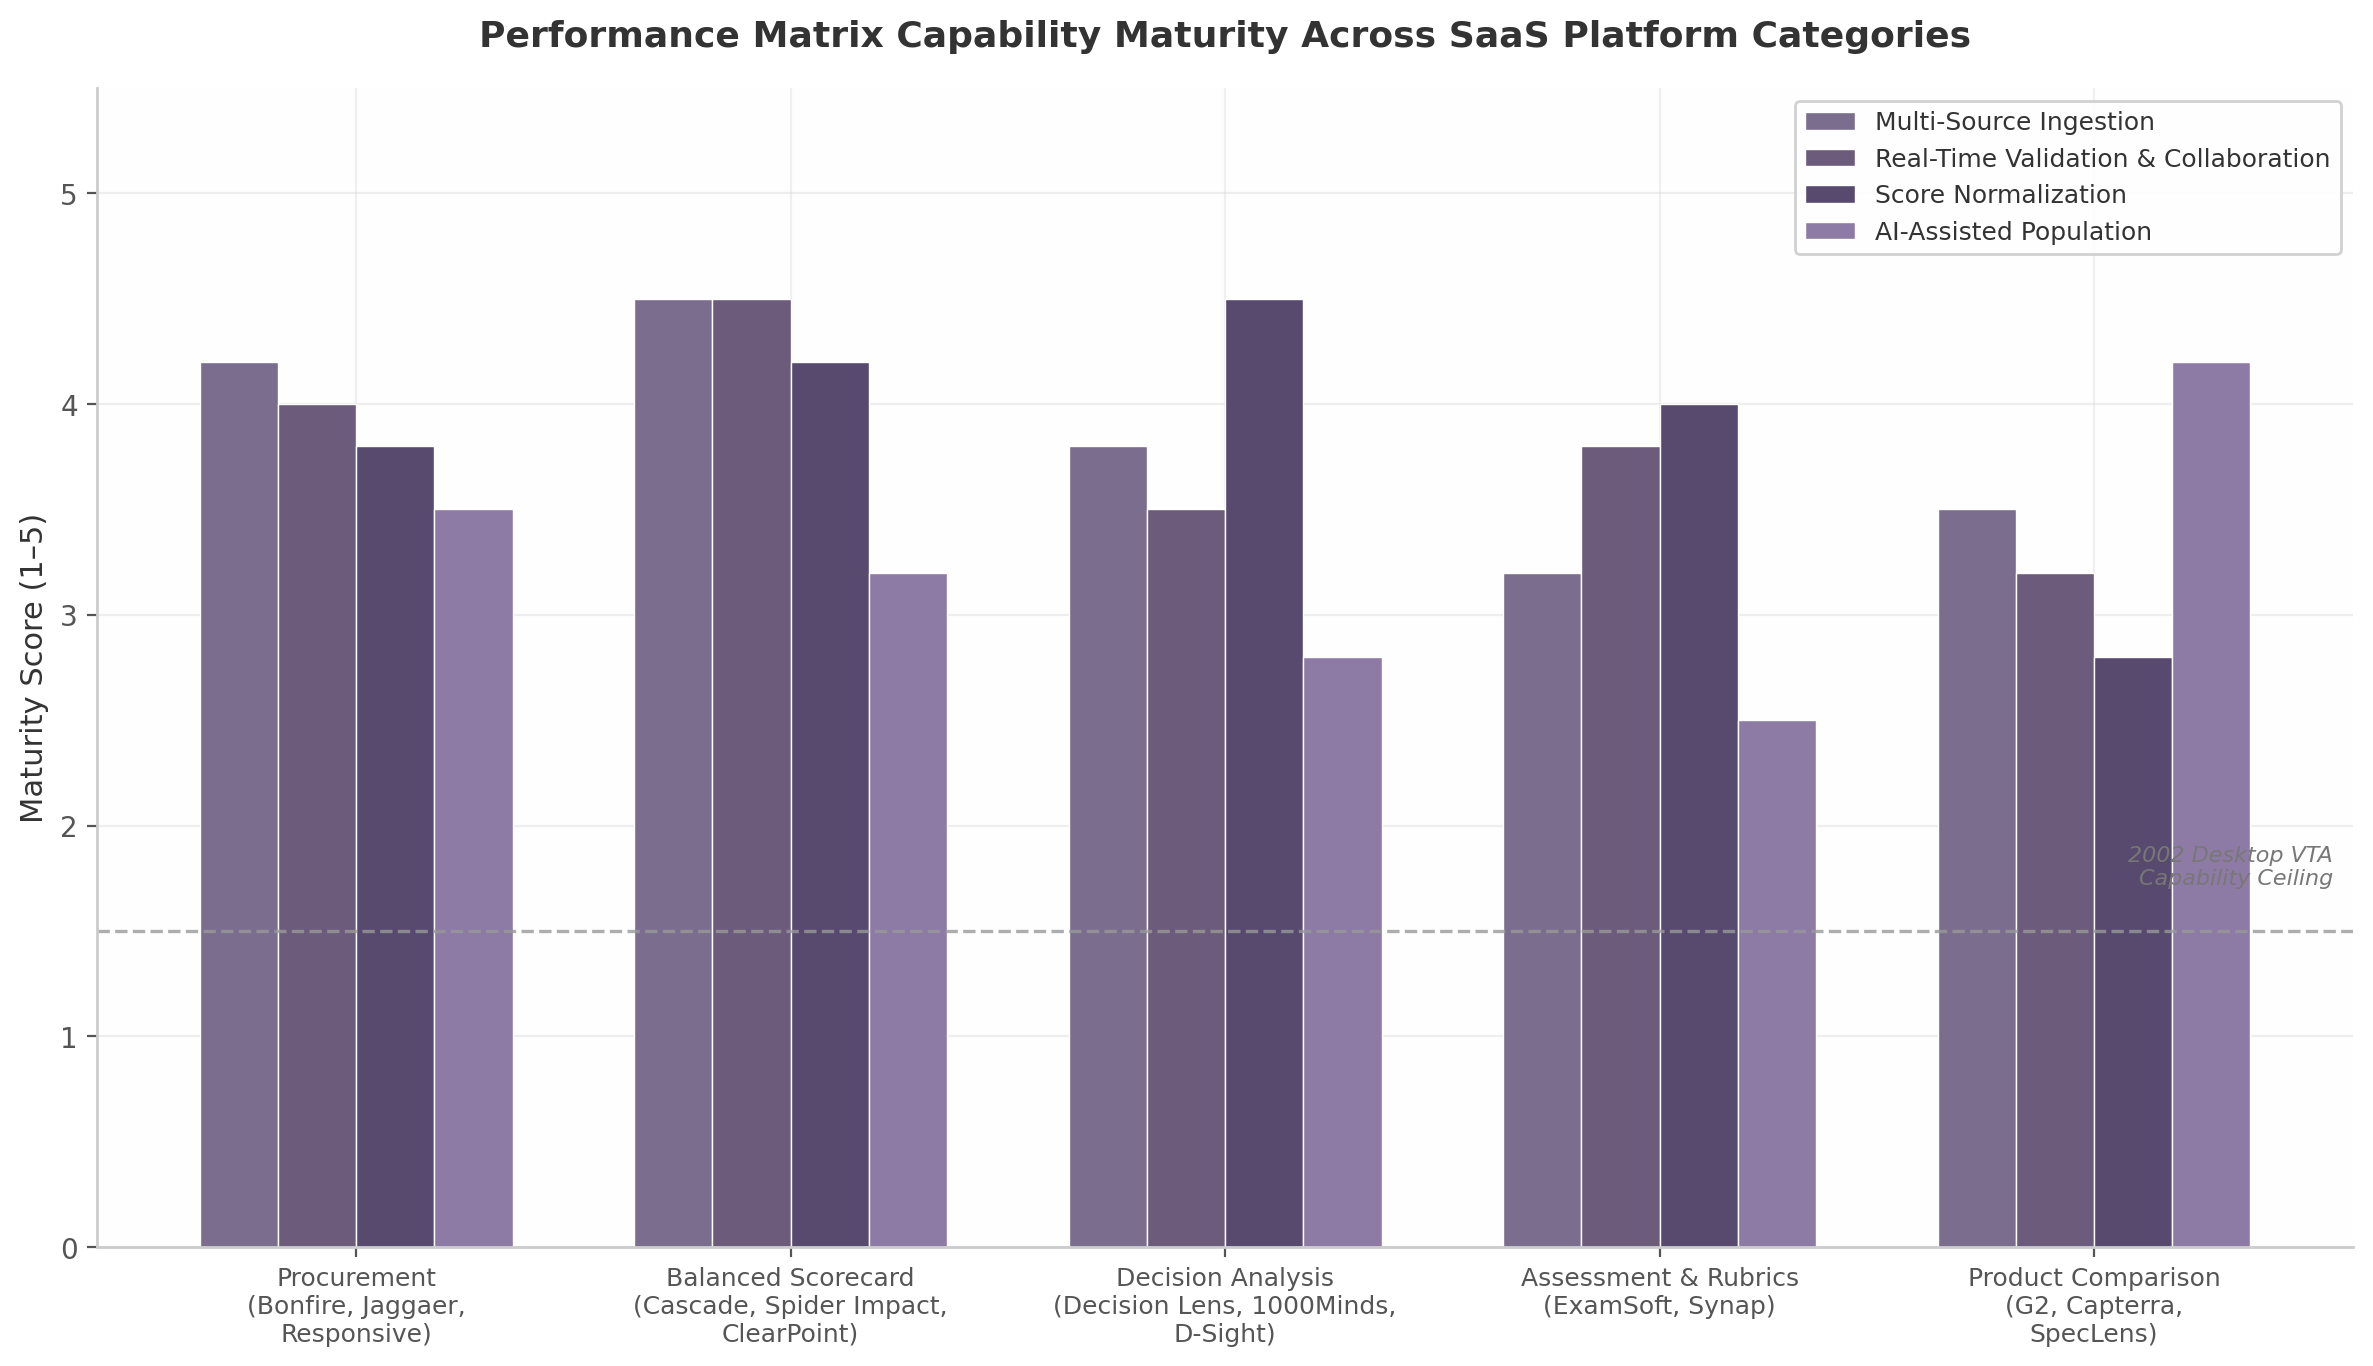 Performance Matrix Capability Maturity Across SaaS Platform Categories
Multi-Source Ingestion
Real-Time Validation & Collaboration
Score Normalization
AI-Assisted Population
Maturity Score (1–5)
5
4
3
2
1
0
2002 Desktop VTA
Capability Ceiling
Procurement
(Bonfire, Jaggaer,
Responsive)
Balanced Scorecard
(Cascade, Spider Impact,
ClearPoint)
Decision Analysis
(Decision Lens, 1000Minds,
D-Sight)
Assessment & Rubrics
(ExamSoft, Synap)
Product Comparison
(G2, Capterra,
SpecLens)